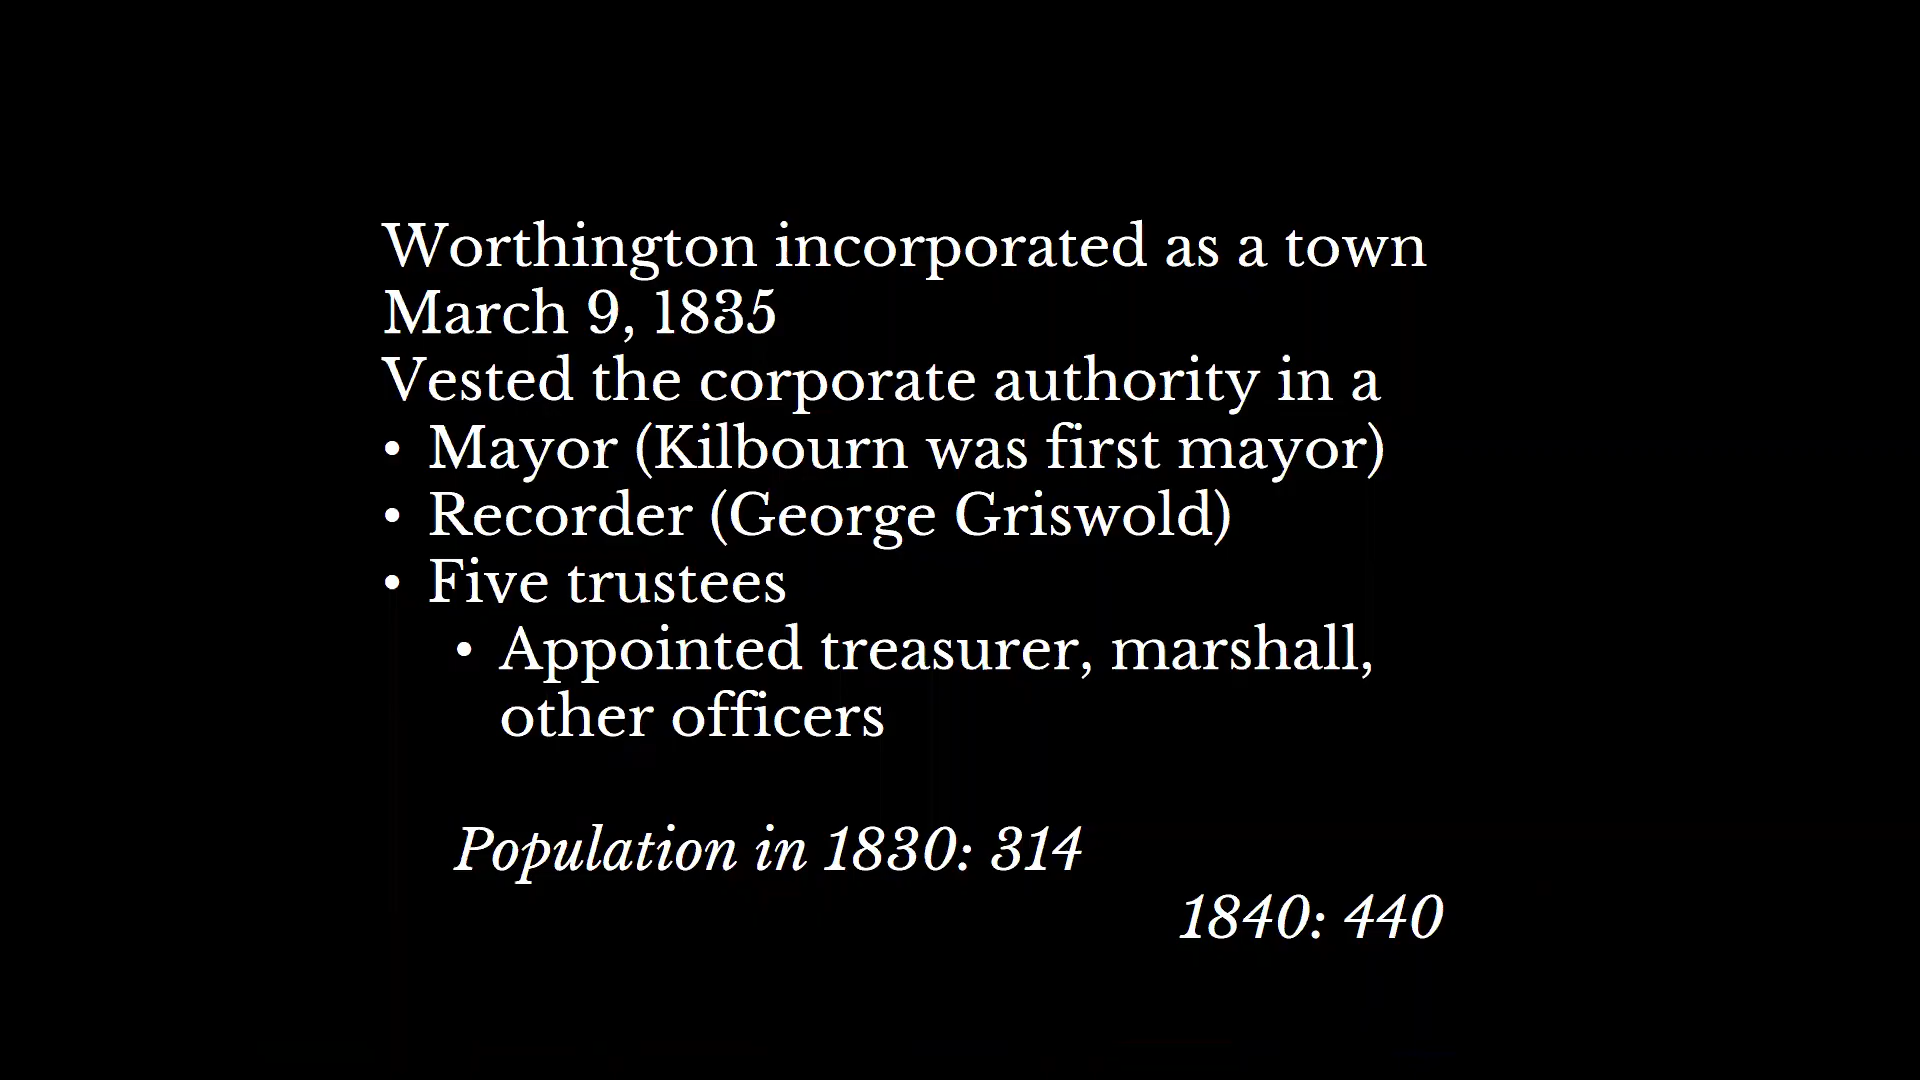 Worthington incorporated as a town
March 9, 1835
Vested the corporate authority in a
• Mayor (Kilbourn was first mayor)
• Recorder (George Griswold)
• Five trustees
• Appointed treasurer, marshall,
other officers
Population in 1830: 314
1840: 440